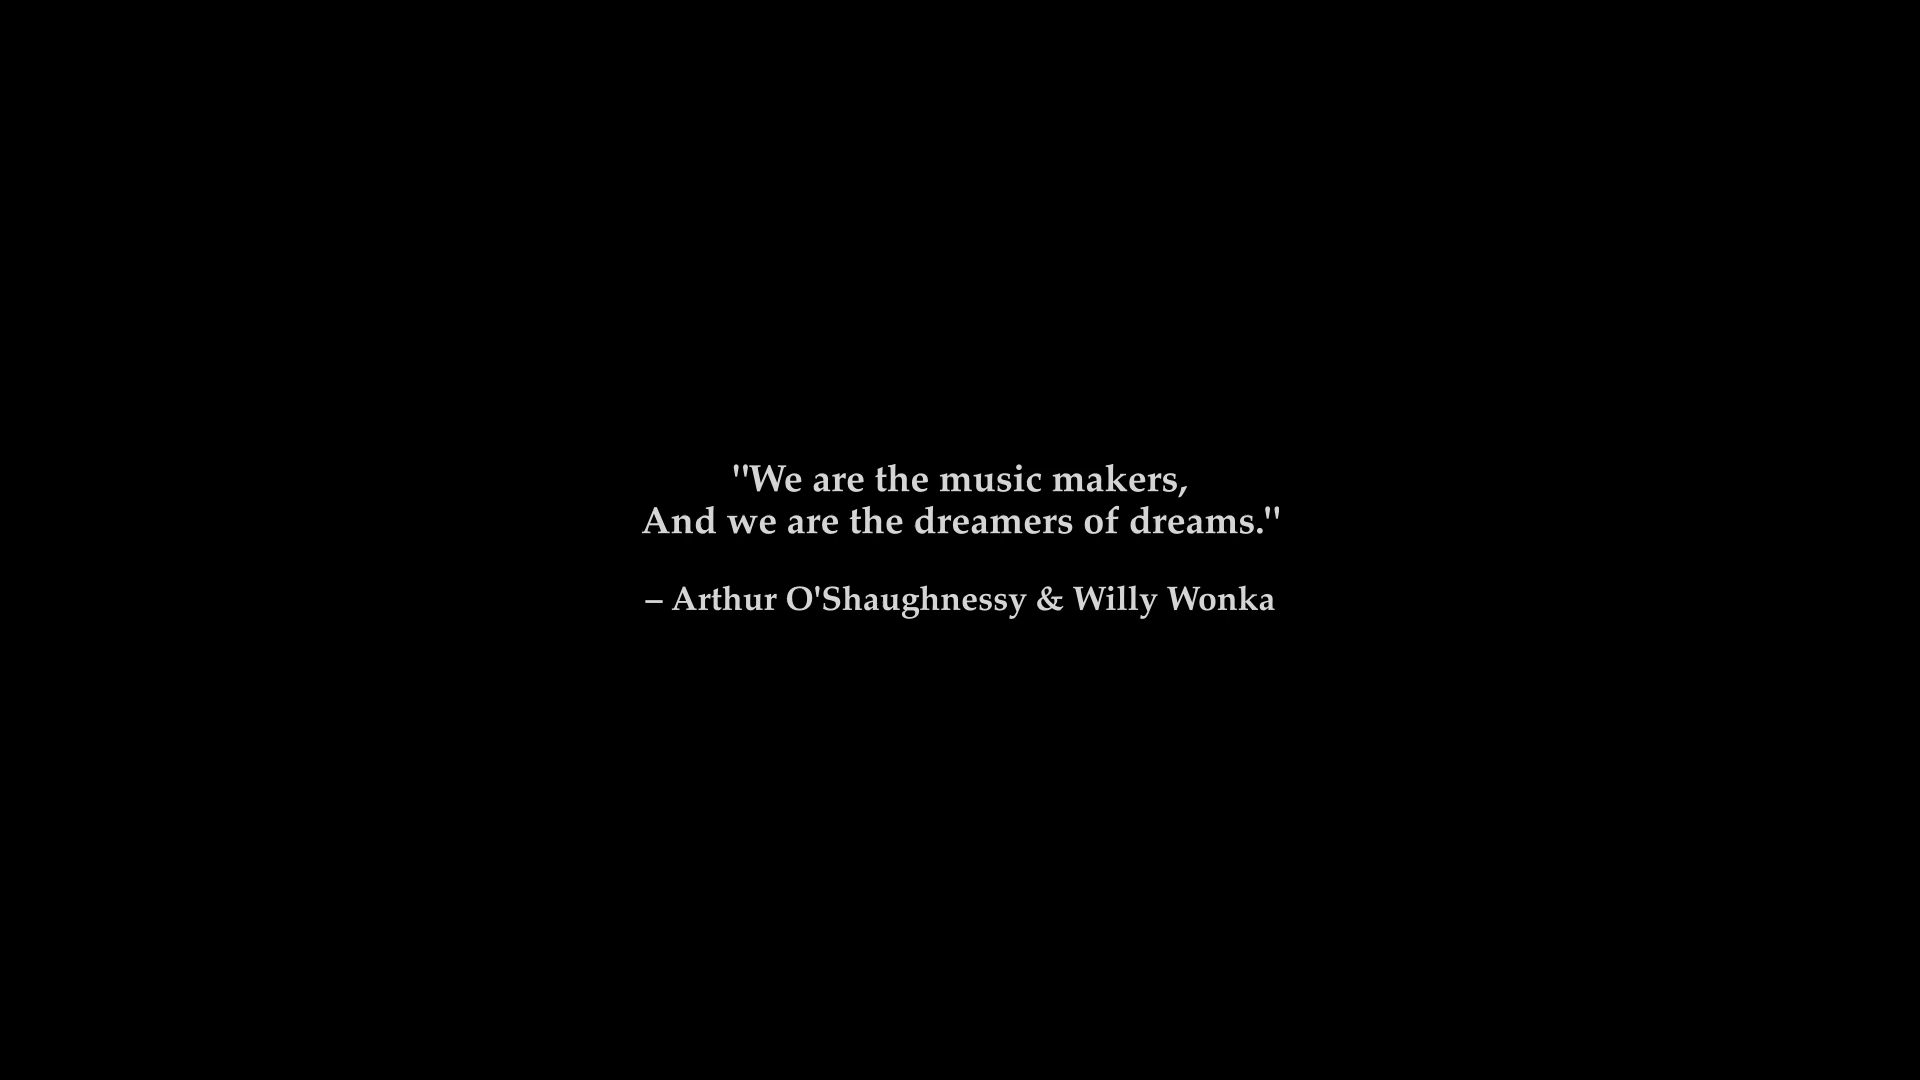 "We are the music makers,
And we are the dreamers of dreams."
– Arthur O'Shaughnessy & Willy Wonka